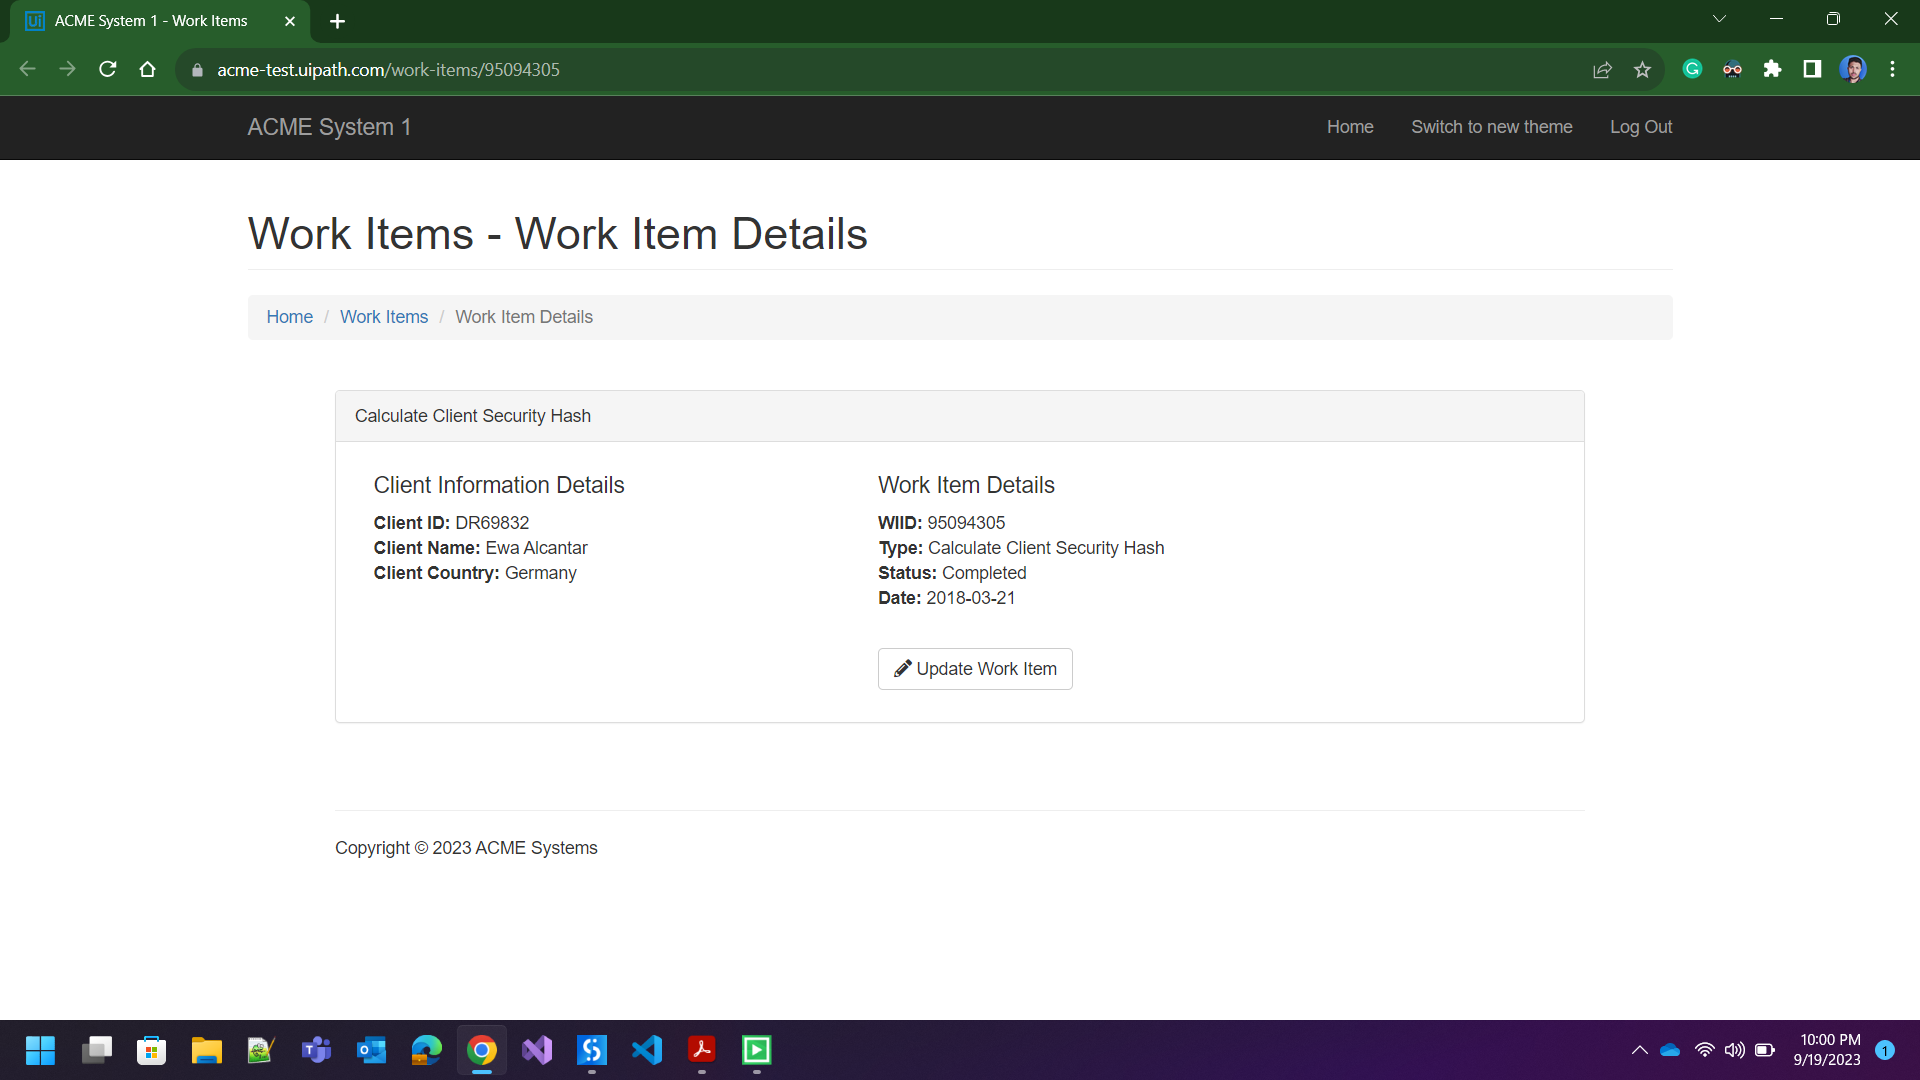 ACME System 1 - Work Items
acme-test.uipath.com/work-items/95094305
ACME System 1
Home
Switch to new theme
Log Out
Work Items - Work Item Details
Home / Work Items / Work Item Details
Calculate Client Security Hash
Client Information Details
Client ID: DR69832
Client Name: Ewa Alcantar
Client Country: Germany
Work Item Details
WIID: 95094305
Type: Calculate Client Security Hash
Status: Completed
Date: 2018-03-21
Update Work Item
Copyright © 2023 ACME Systems
10:00 PM
9/19/2023
1